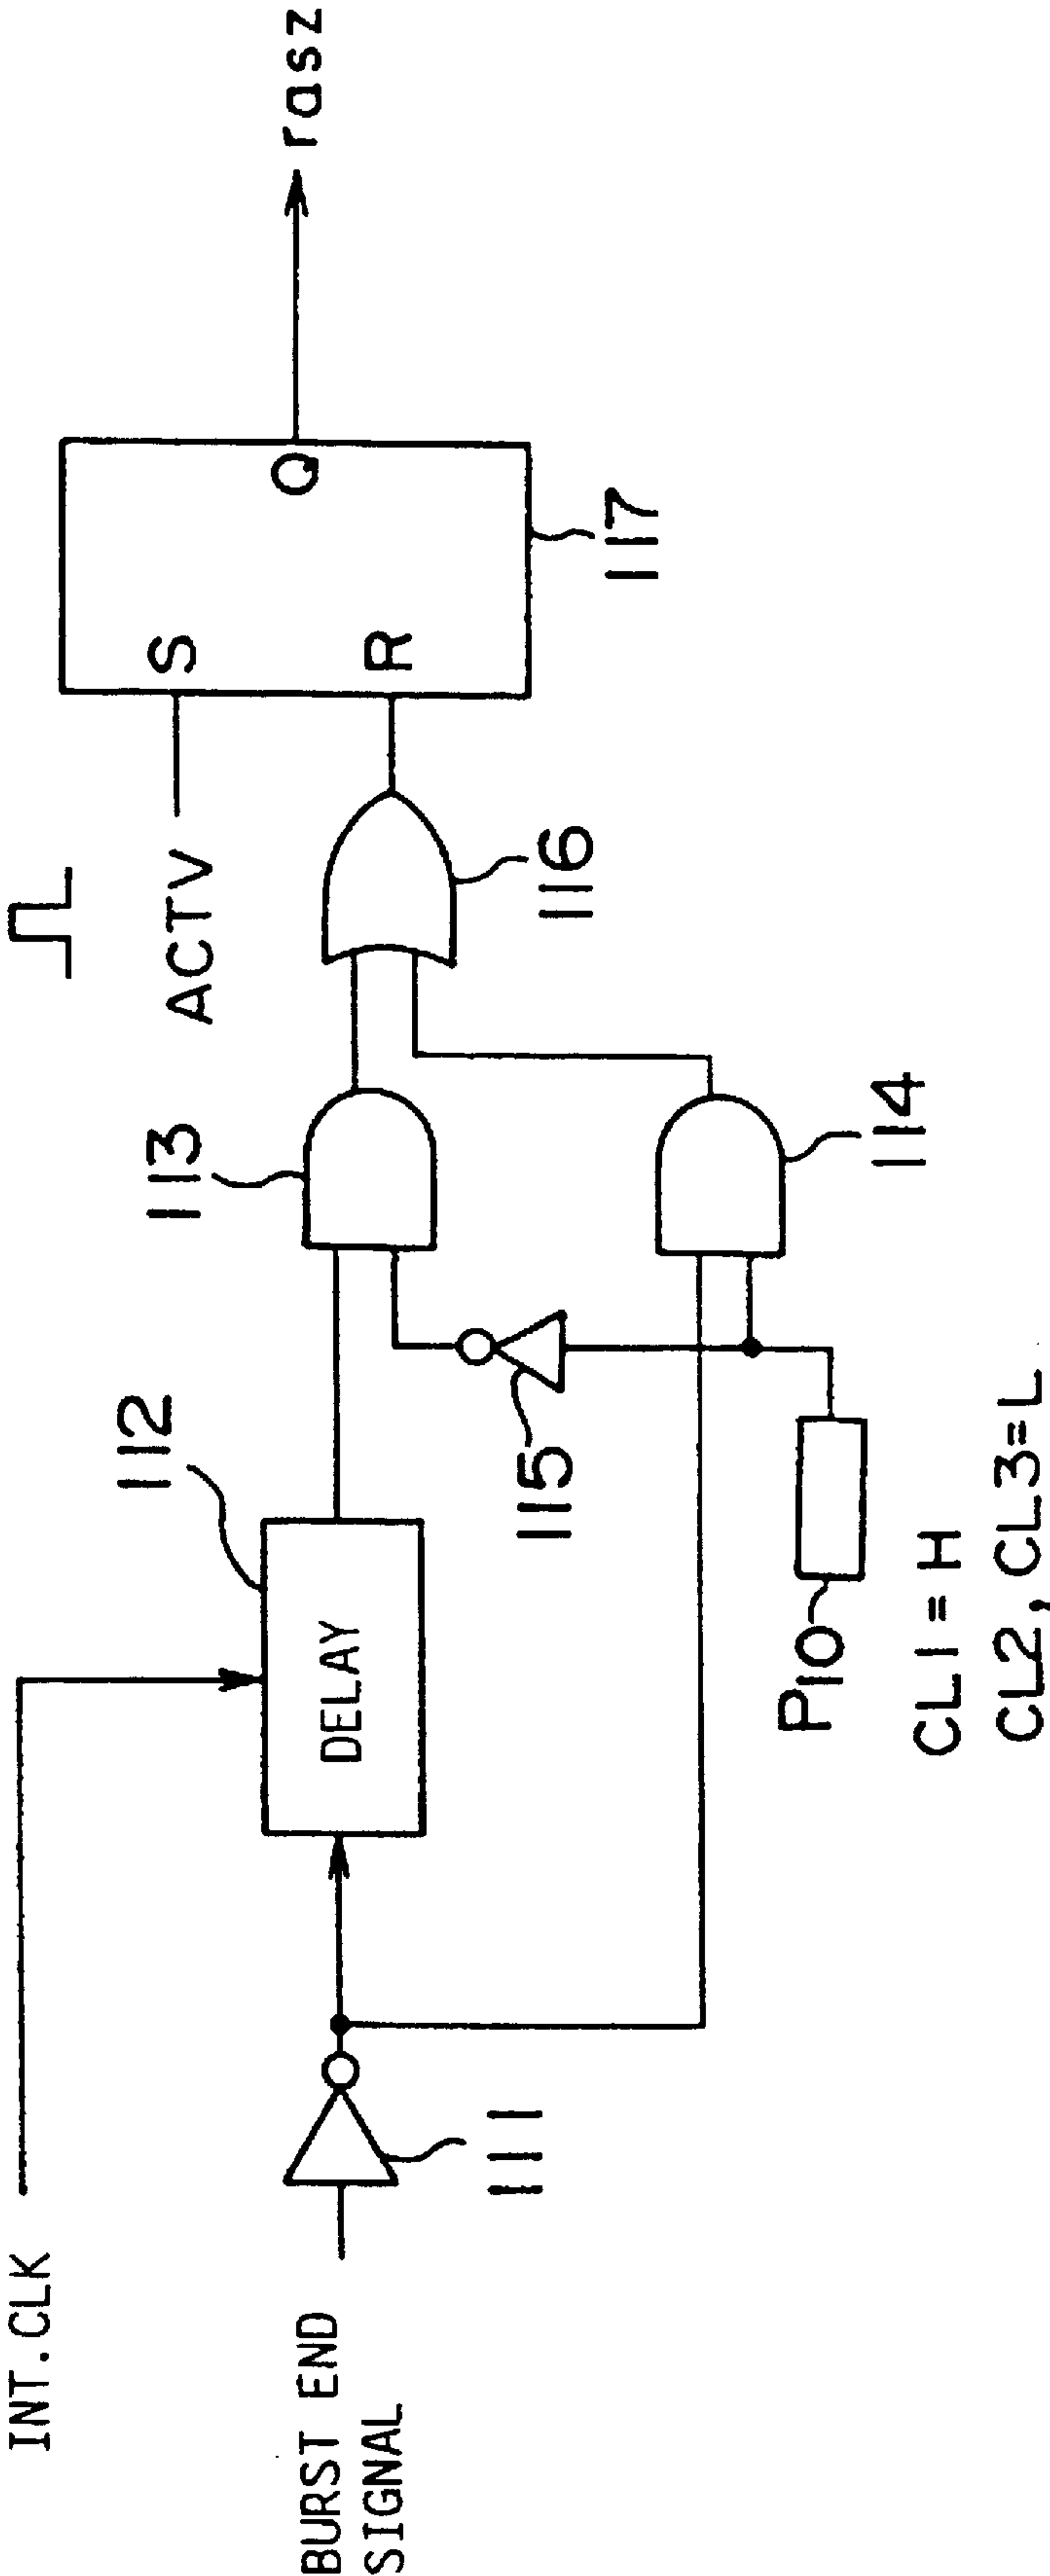 INT.CLK
BURST END
SIGNAL
111
DELAY
112
113
115
P10
CL1=H
CL2, CL3=L
114
116
ACTV
S
R
Q
117
rasz